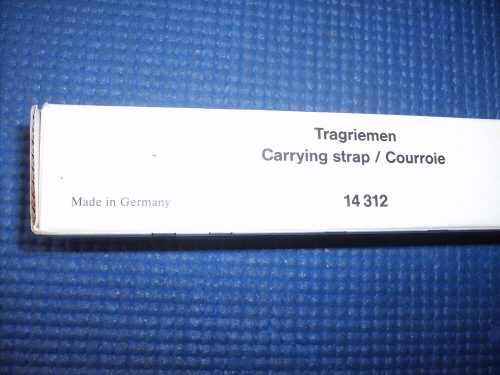 Tragriemen
Carrying strap / Courroie
Made in Germany
14 312